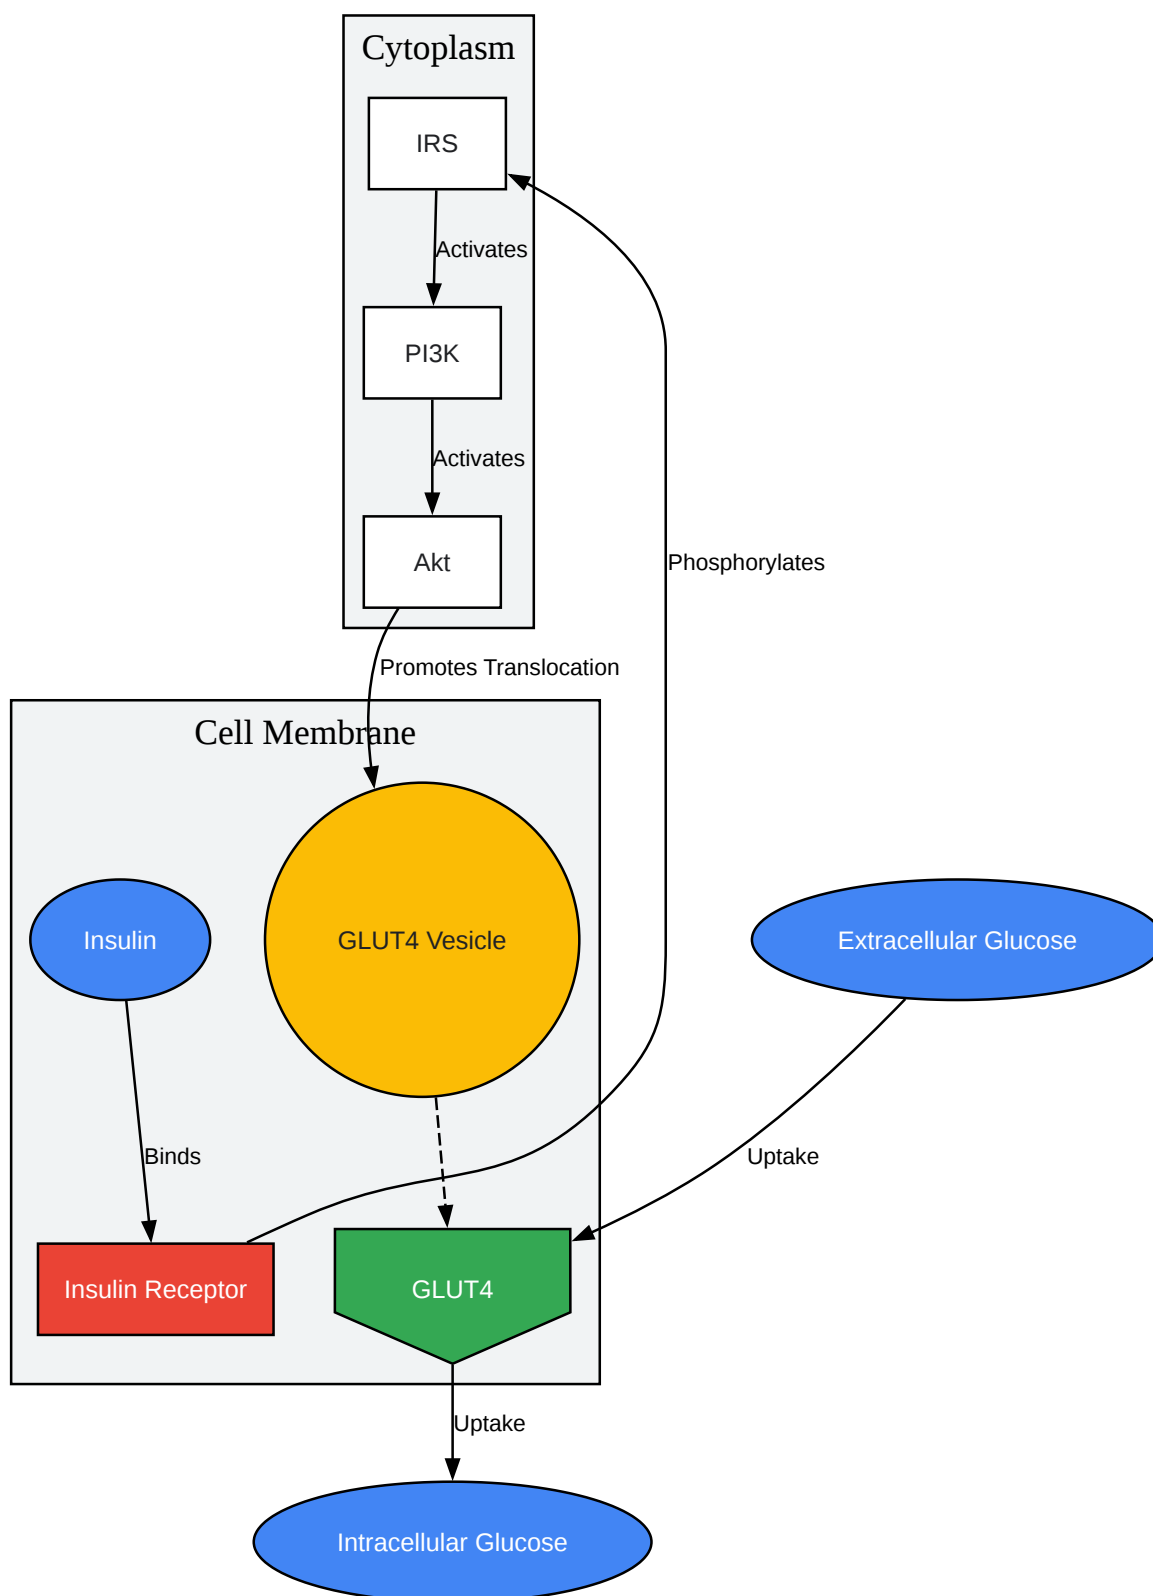 Cytoplasm
IRS
Activates
PI3K
Activates
Akt
Phosphorylates
Promotes Translocation
Cell Membrane
Insulin
GLUT4 Vesicle
Extracellular Glucose
Binds
Uptake
Insulin Receptor
GLUT4
Uptake
Intracellular Glucose